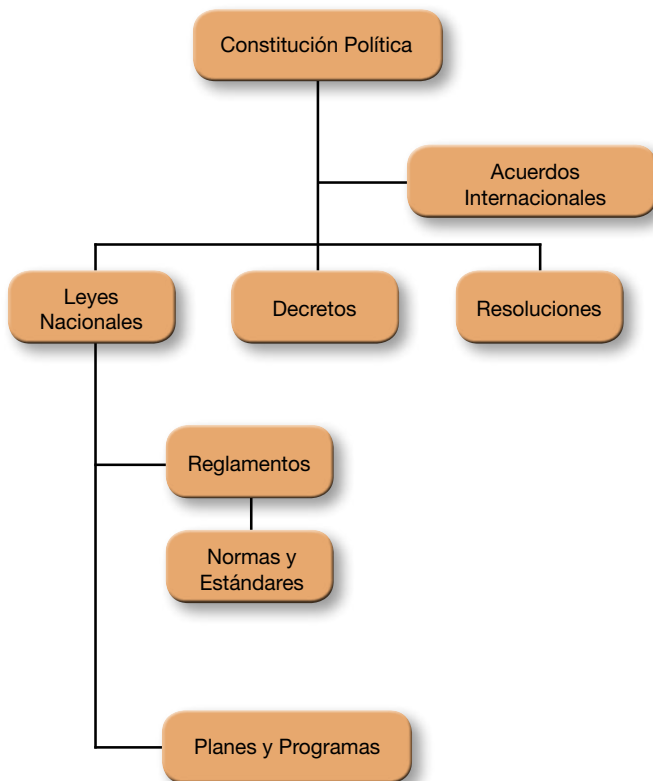 Constitución Política
Acuerdos
Internacionales
Leyes
Nacionales
Decretos
Resoluciones
Reglamentos
Normas y
Estándares
Planes y Programas